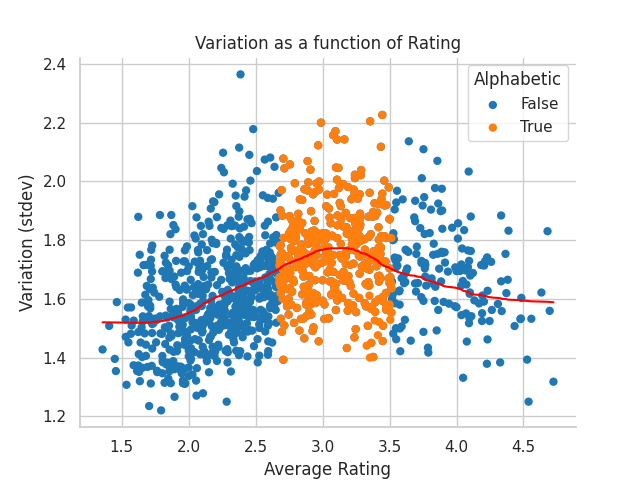 Variation as a function of Rating
Alphabetic
False
True
2.4
2.2
2.0
1.8
1.6
1.4
1.2
Variation (stdev)
1.5 2.0 2.5 3.0 3.5 4.0 4.5
Average Rating